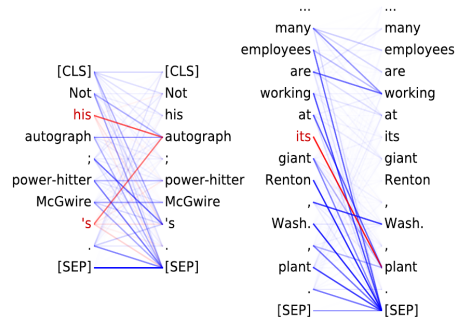 [CLS] [CLS]
Not Not
his his
autograph autograph
; ;
power-hitter power-hitter
McGwire McGwire
's 's
. .
[SEP] [SEP]
... ...
many many
employees employees
are are
working working
at at
its its
giant giant
Renton Renton
, ,
Wash. Wash.
, ,
plant plant
. .
[SEP] [SEP]